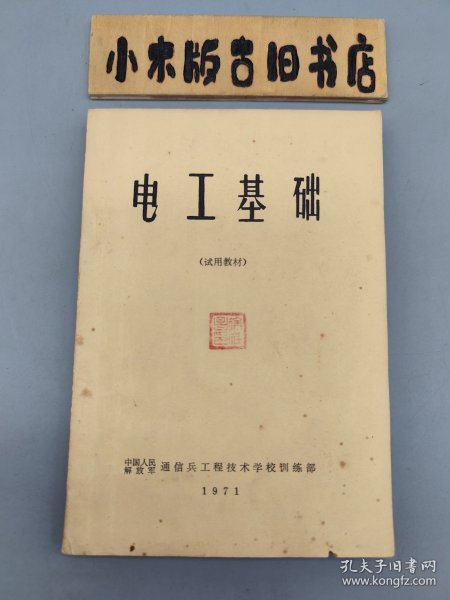 小木版古旧书店
电工基础
（试用教材）
中国人民解放军 通信兵工程技术学校训练部
1971
孔夫子旧书网
www.kongfz.com